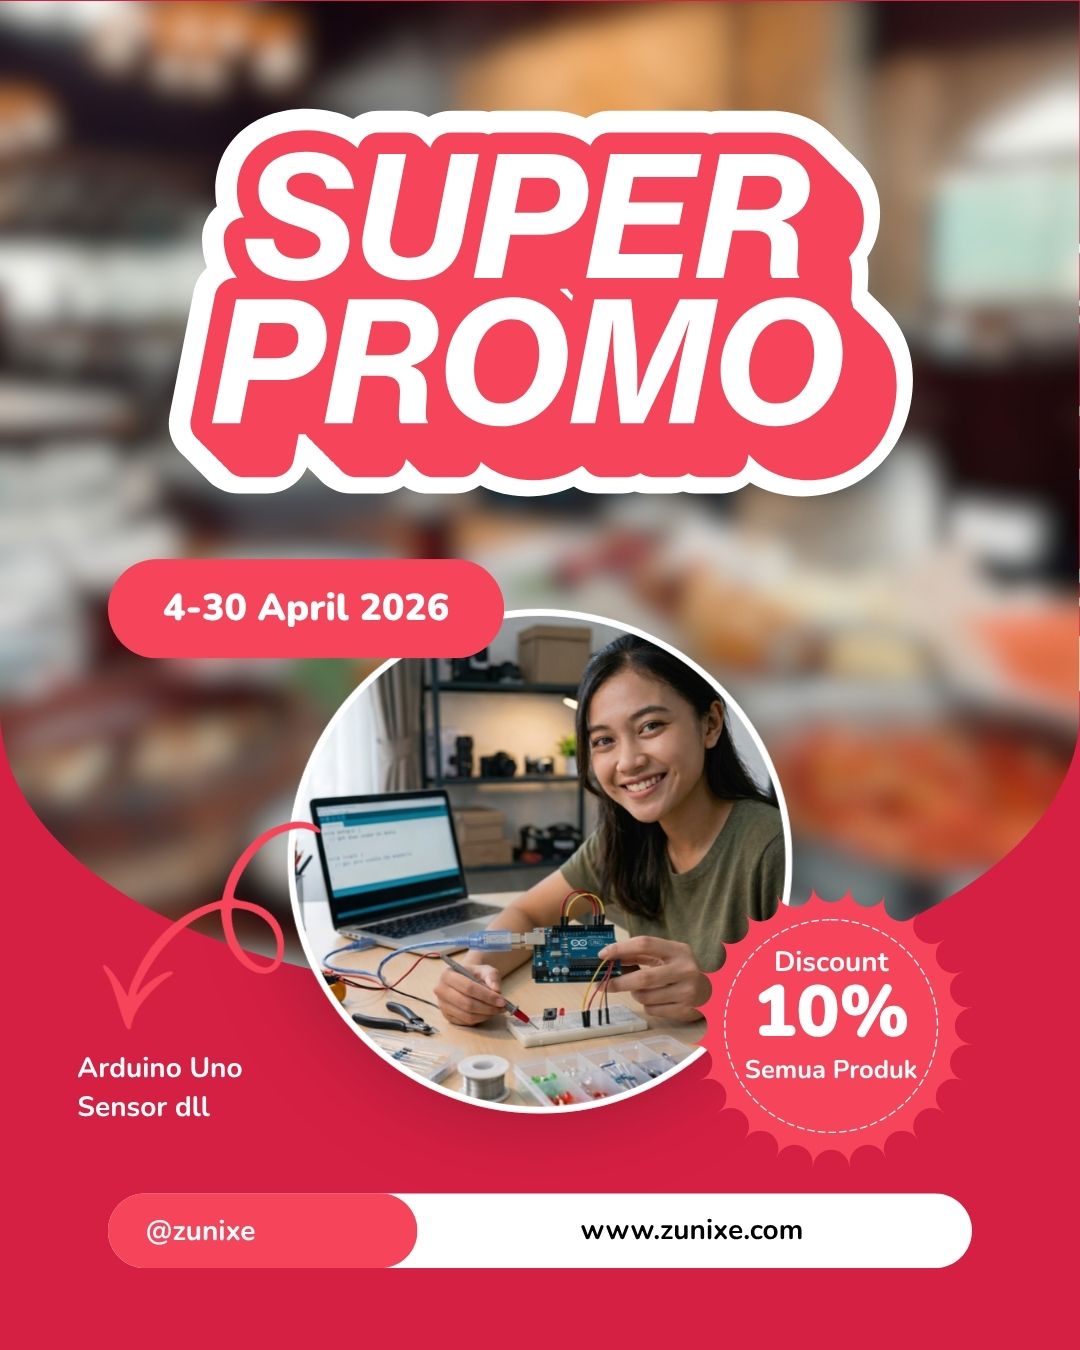 SUPER
PROMO
4-30 April 2026
Discount
10%
Semua Produk
Arduino Uno
Sensor dll
@zunixe
www.zunixe.com